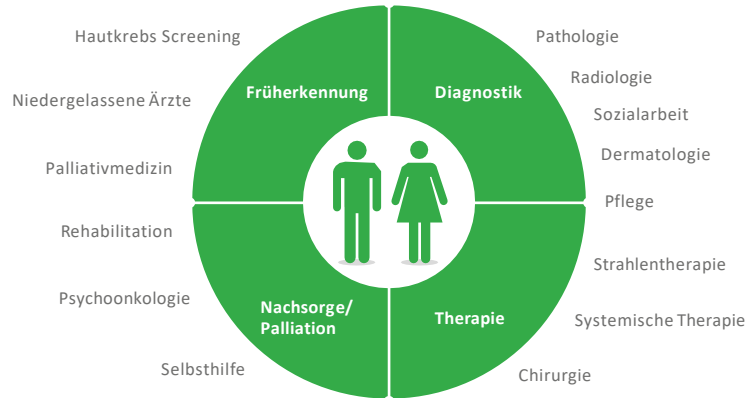 Hautkrebs Screening
Pathologie
Radiologie
Niedergelassene Ärzte
Früherkennung
Diagnostik
Sozialarbeit
Dermatologie
Palliativmedizin
Pflege
Rehabilitation
Strahlentherapie
Psychoonkologie
Nachsorge/
Palliation
Therapie
Systemische Therapie
Selbsthilfe
Chirurgie